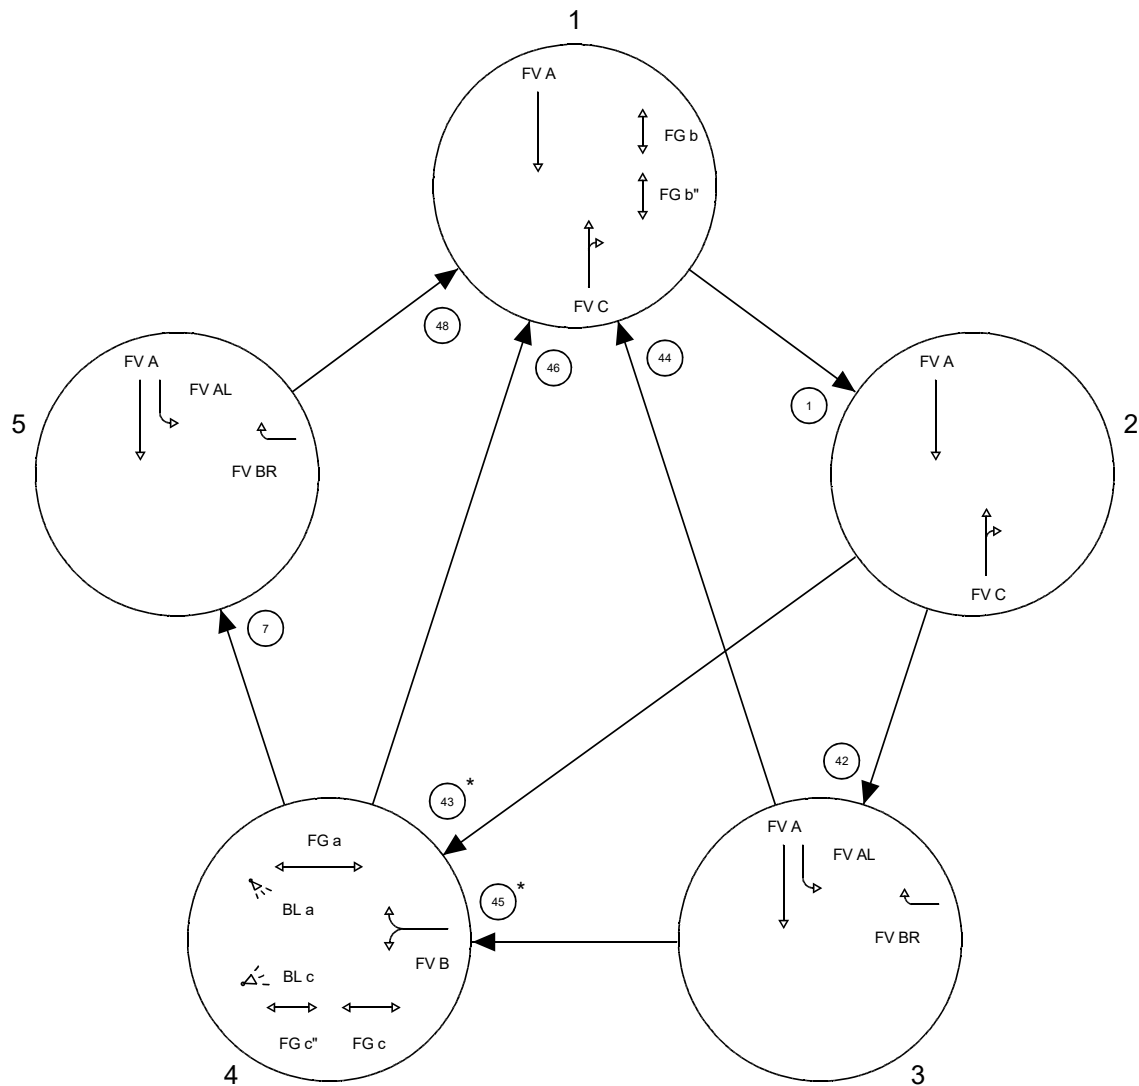 1
FV A
FG b
FG b"
FV C
48
46
44
1
5
FV A
FV AL
FV BR
2
FV A
FV C
7
42
43 *
45 *
FG a
BL a
FV B
BL c
FG c"
FG c
4
FV A
FV AL
FV BR
3